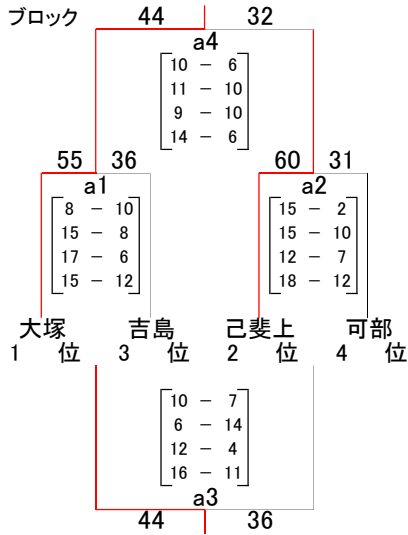 ブロック
44 32
a4
10 － 6
11 － 10
9 － 10
14 － 6
55 36 60 31
a1 a2
8 － 10 15 － 2
15 － 8 15 － 10
17 － 6 12 － 7
15 － 12 18 － 12
大塚 吉島 己斐上 可部
1 位 3 位 2 位 4 位
10 － 7
6 － 14
12 － 4
16 － 11
a3
44 36